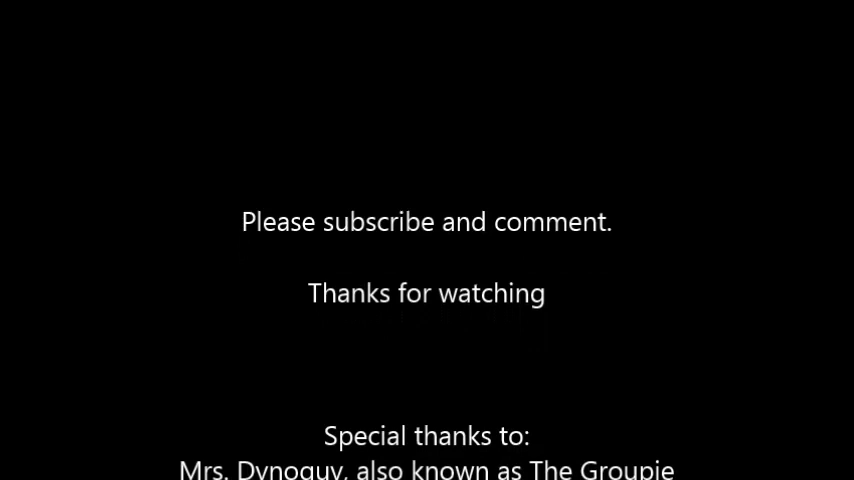 Please subscribe and comment.
Thanks for watching
Special thanks to:
Mrs. Dynoguy, also known as The Groupie